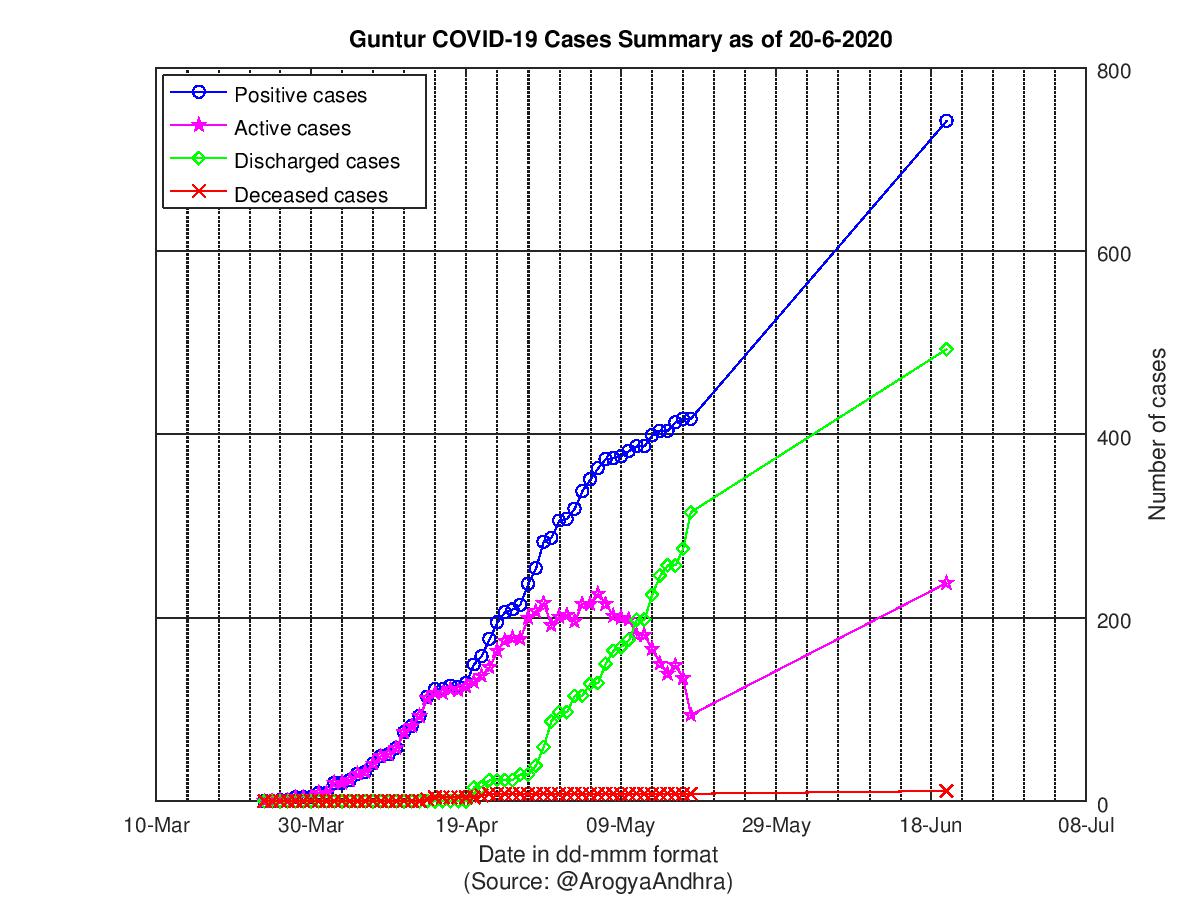 Guntur COVID-19 Cases Summary as of 20-6-2020
Positive cases
Active cases
Discharged cases
Deceased cases
800
600
400
200
0
Number of cases
10-Mar 30-Mar 19-Apr 09-May 29-May 18-Jun 08-Jul
Date in dd-mmm format
(Source: @ArogyaAndhra)